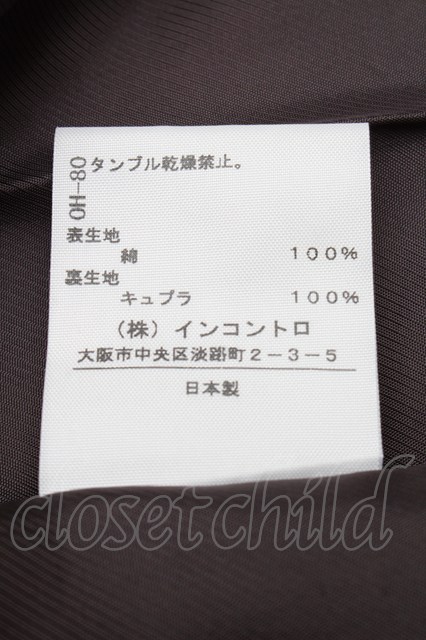 タンブル乾燥禁止。
OH-80
表生地
綿 100%
裏生地
キュプラ 100%
(株)インコントロ
大阪市中央区淡路町2-3-5
日本製
closetchild